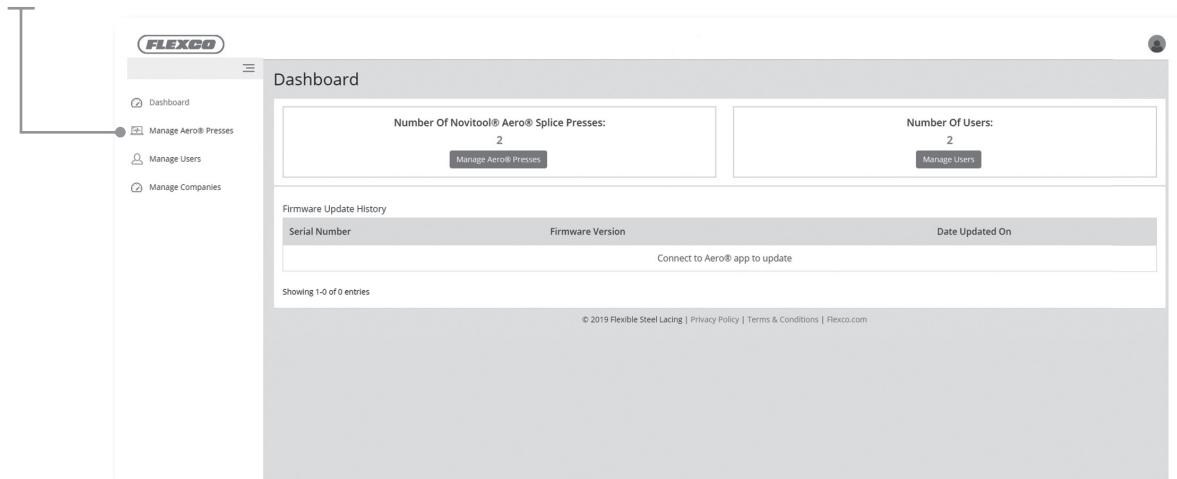 FLEXCO
Dashboard
Dashboard
Manage Aero® Presses
Manage Users
Manage Companies
Number Of Novitool® Aero® Splice Presses:
2
Manage Aero® Presses
Number Of Users:
2
Manage Users
Firmware Update History
Serial Number Firmware Version Date Updated On
Connect to Aero® app to update
Showing 1-0 of 0 entries
© 2019 Flexible Steel Lacing | Privacy Policy | Terms & Conditions | Flexco.com